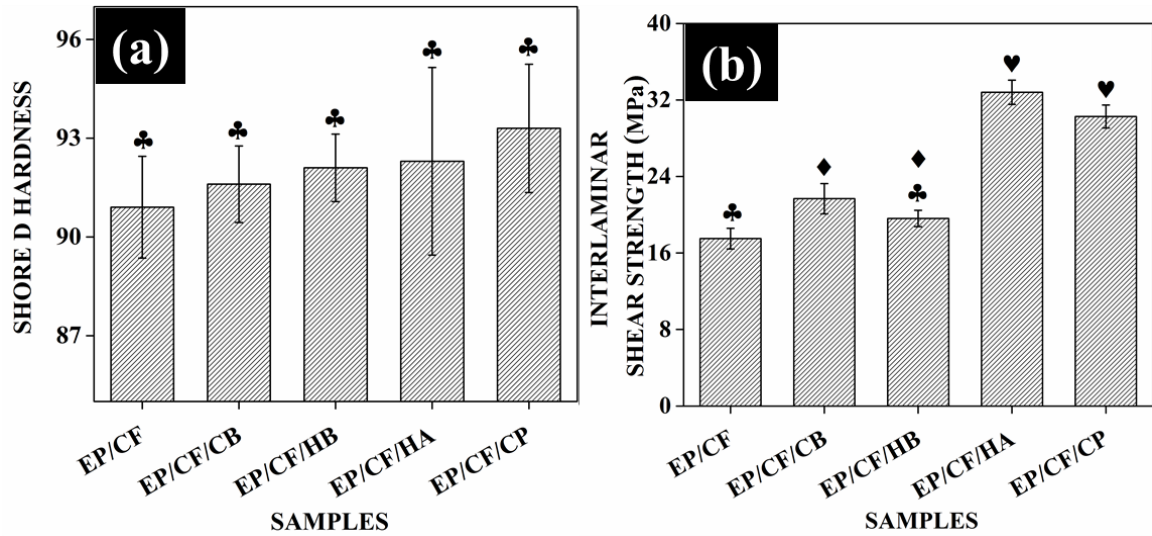 (a)
SHORE D HARDNESS
96
93
90
87
♣
♣
♣
♣
♣
EP/CF
EP/CF/CB
EP/CF/HB
EP/CF/HA
EP/CF/CP
SAMPLES
(b)
INTERLAMINAR
SHEAR STRENGTH (MPa)
40
32
24
16
8
0
♣
♦
♦
♣
♥
♥
EP/CF
EP/CF/CB
EP/CF/HB
EP/CF/HA
EP/CF/CP
SAMPLES